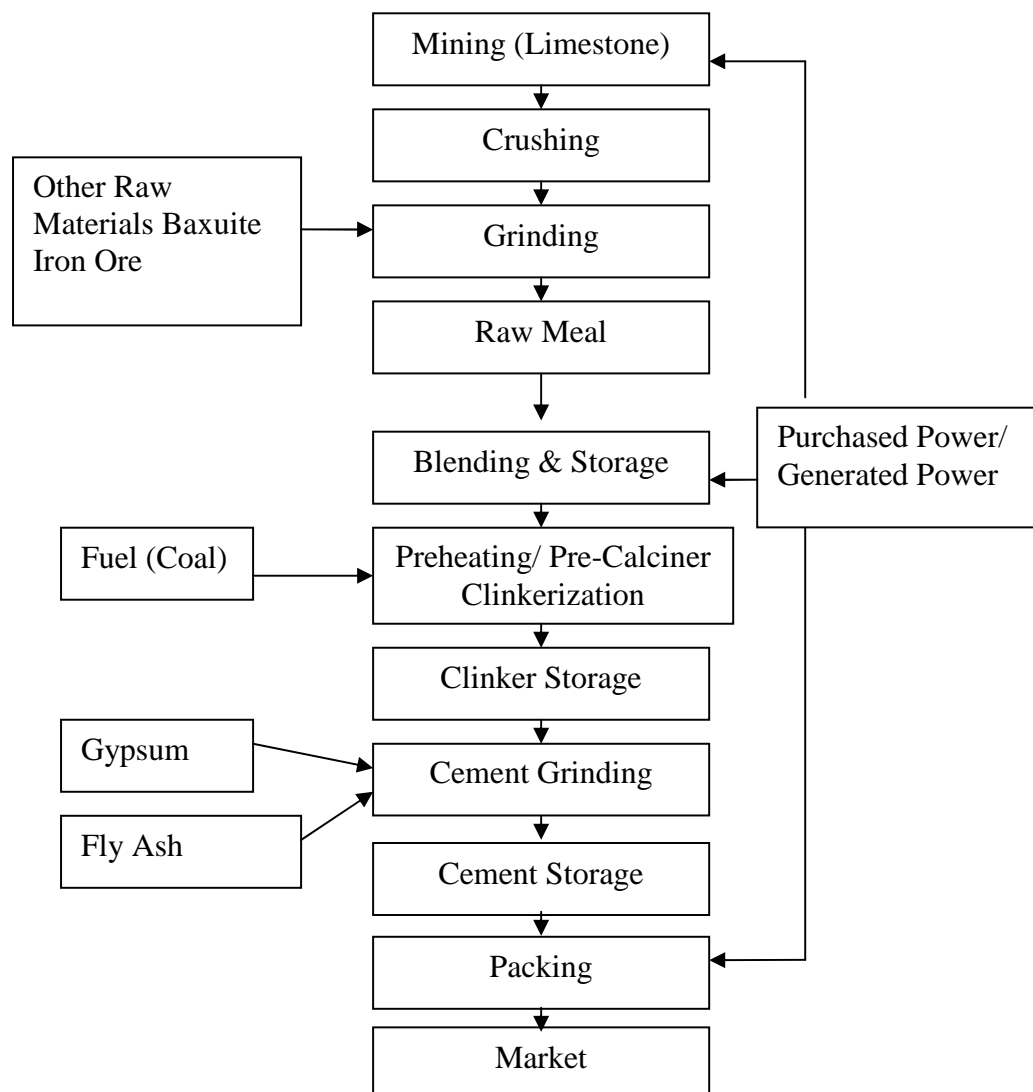 Mining (Limestone)
Crushing
Other Raw
Materials Baxuite
Iron Ore
Grinding
Raw Meal
Purchased Power/
Generated Power
Blending & Storage
Fuel (Coal)
Preheating/ Pre-Calciner
Clinkerization
Clinker Storage
Gypsum
Cement Grinding
Fly Ash
Cement Storage
Packing
Market